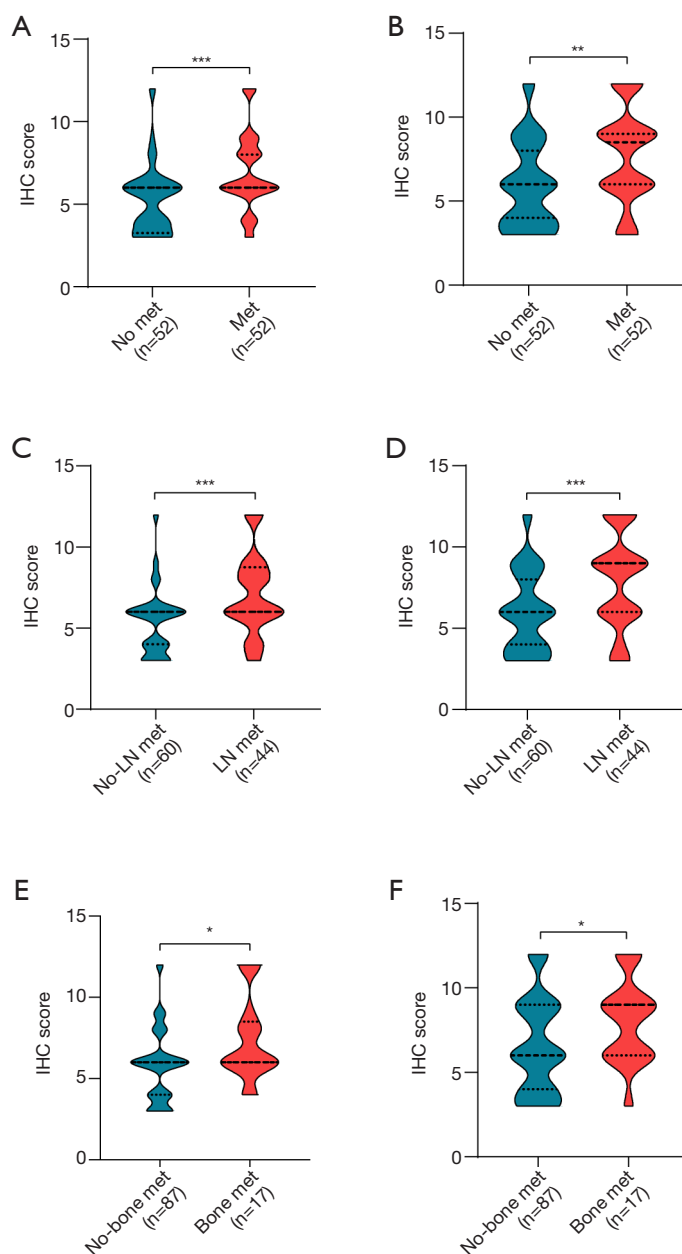 A
15
10
5
0
IHC score
***
No met
(n=52)
Met
(n=52)
B
15
10
5
0
IHC score
**
No met
(n=52)
Met
(n=52)
C
15
10
5
0
IHC score
***
No-LN met
(n=60)
LN met
(n=44)
D
15
10
5
0
IHC score
***
No-LN met
(n=60)
LN met
(n=44)
E
15
10
5
0
IHC score
*
No-bone met
(n=87)
Bone met
(n=17)
F
15
10
5
0
IHC score
*
No-bone met
(n=87)
Bone met
(n=17)